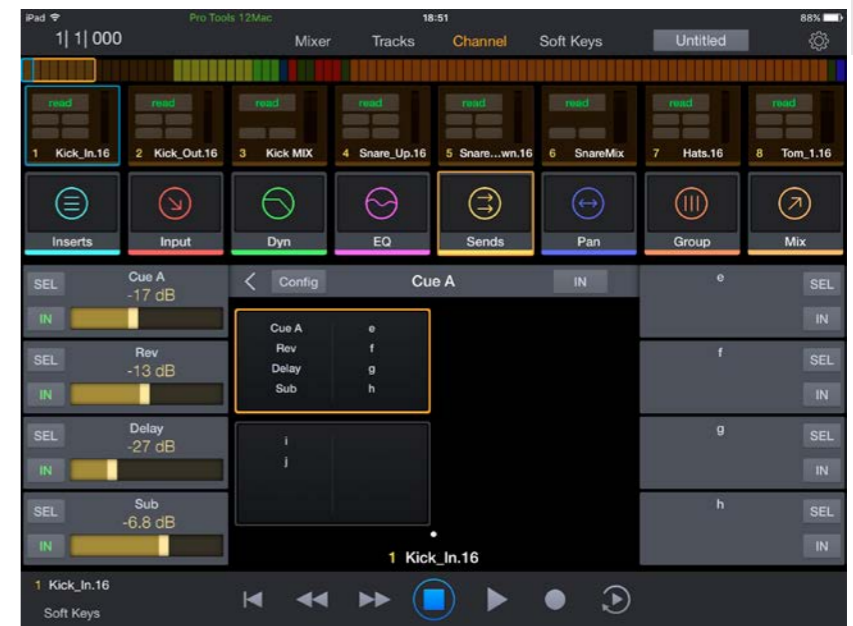 iPad Pro Tools 12Mac 18:51 88%
1| 1| 000 Mixer Tracks Channel Soft Keys Untitled
read read read read read read read read
1 Kick_In.16 2 Kick_Out.16 3 Kick MIX 4 Snare_Up.16 5 Snare...wn.16 6 SnareMix 7 Hats.16 8 Tom_1.16
Inserts Input Dyn EQ Sends Pan Group Mix
SEL Cue A
-17 dB
IN
SEL Rev
-13 dB
IN
SEL Delay
-27 dB
IN
SEL Sub
-6.8 dB
IN
Config Cue A IN
Cue A e
Rev f
Delay g
Sub h
i
j
1 Kick_In.16
e SEL
IN
f SEL
IN
g SEL
IN
h SEL
IN
1 Kick_In.16
Soft Keys